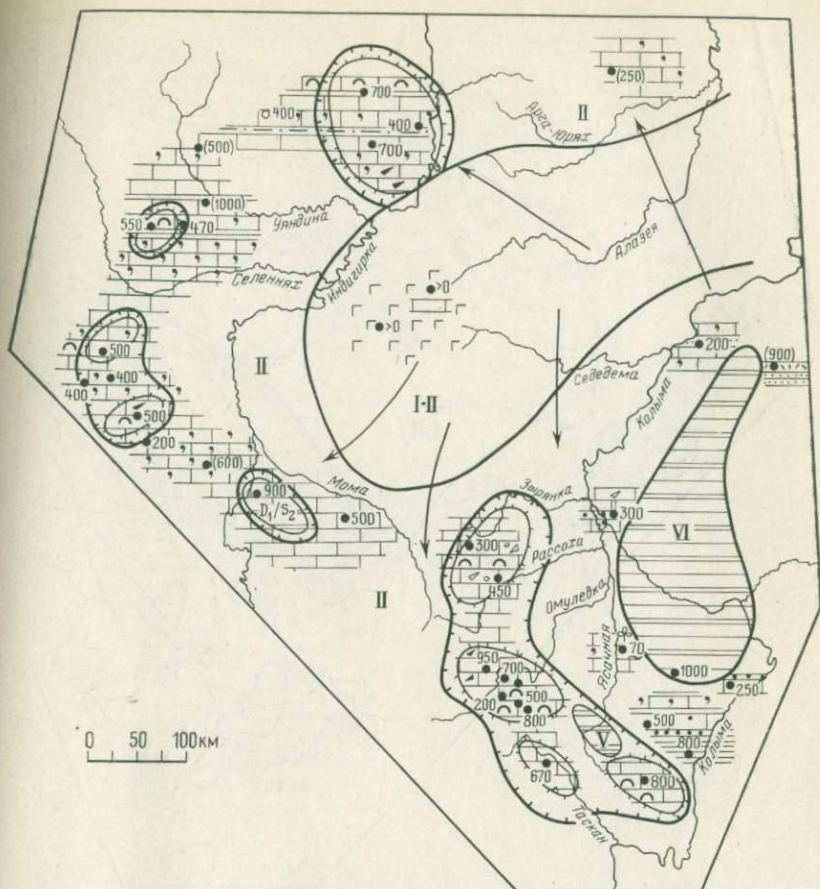 (250)
II
700
400
Арга-Юрях
400
700
(500)
(1000)
Уяндина
550
470
Индигирка
Алазея
Селеннях
>0
>0
200
(900)
500
400
400
II
Седедема
Колыма
I-II
500
200
(600)
Мома
900
D₁/S₂
500
Зырянка
300
VI
300
Рассоха
450
II
Омулевка
Ясачная
70
950
700
1000
250
200
500
800
500
V
800
Колыма
0 50 100км
670
800
Таскан